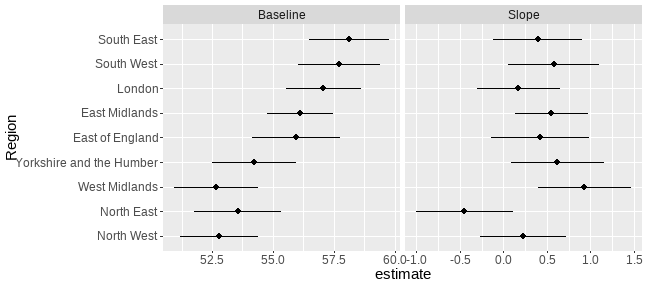 Baseline Slope
South East
South West
London
East Midlands
East of England
Yorkshire and the Humber
West Midlands
North East
North West
Region
52.5 55.0 57.5 60.0 -1.0 -0.5 0.0 0.5 1.0 1.5
estimate